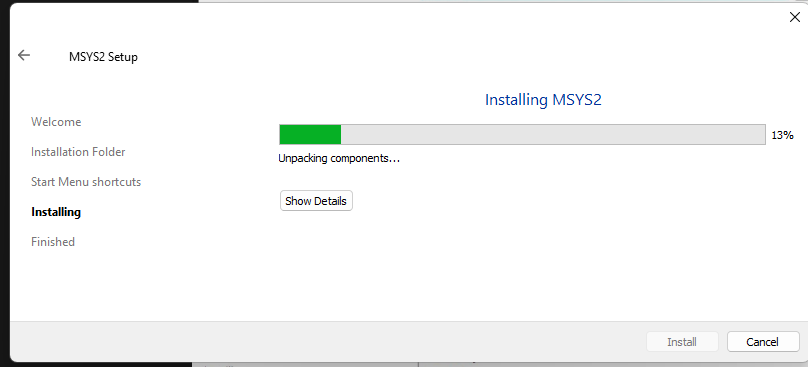 MSYS2 Setup
Installing MSYS2
Welcome
Installation Folder
Start Menu shortcuts
Installing
Finished
13%
Unpacking components...
Show Details
Install
Cancel